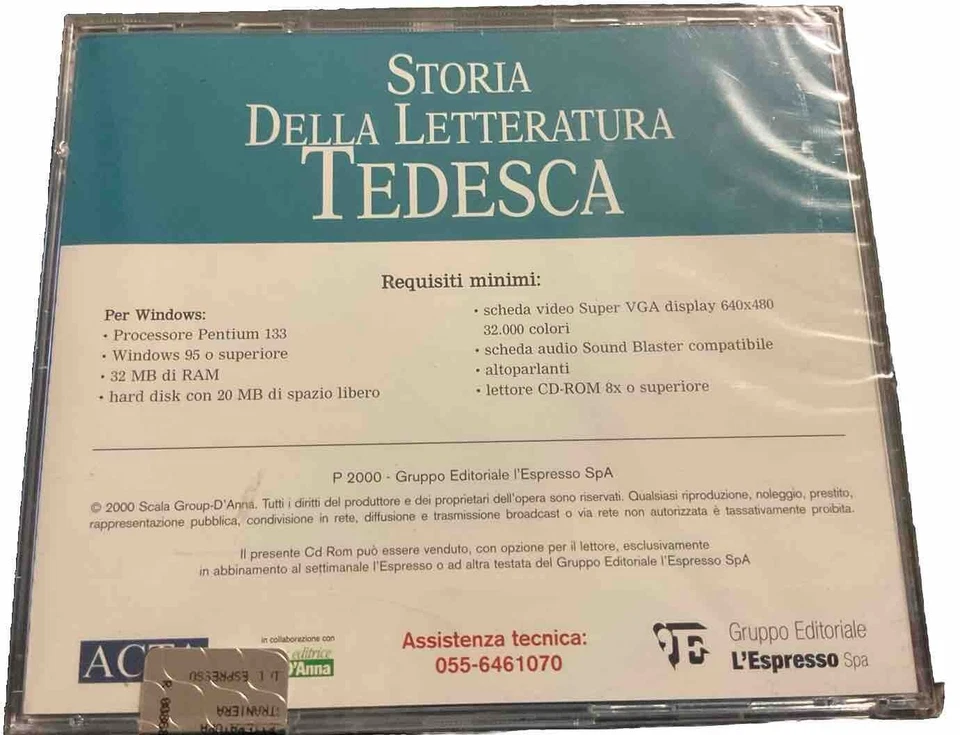 STORIA
DELLA LETTERATURA
TEDESCA
Requisiti minimi:
Per Windows:
• Processore Pentium 133
• Windows 95 o superiore
• 32 MB di RAM
• hard disk con 20 MB di spazio libero
• scheda video Super VGA display 640x480
32.000 colori
• scheda audio Sound Blaster compatibile
• altoparlanti
• lettore CD-ROM 8x o superiore
P 2000 - Gruppo Editoriale l'Espresso SpA
© 2000 Scala Group-D'Anna. Tutti i diritti del produttore e dei proprietari dell'opera sono riservati. Qualsiasi riproduzione, noleggio, prestito,
rappresentazione pubblica, condivisione in rete, diffusione e trasmissione broadcast o via rete non autorizzata è tassativamente proibita.
Il presente Cd Rom può essere venduto, con opzione per il lettore, esclusivamente
in abbinamento al settimanale l'Espresso o ad altra testata del Gruppo Editoriale l'Espresso SpA
in collaborazione con
editrice
D'Anna
Assistenza tecnica:
055-6461070
Gruppo Editoriale
L'Espresso Spa
ESPRESSO